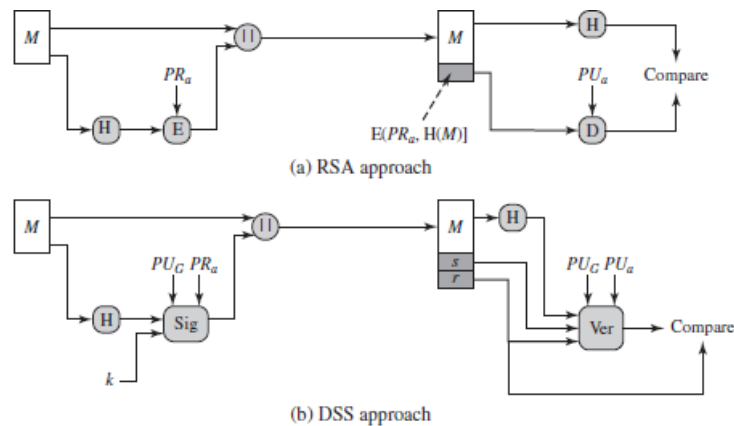 M
||
M
H
PRa
PUa
Compare
H
E
D
E(PRa, H(M)]
(a) RSA approach
M
||
M
H
s
r
PUG PRa
PUG PUa
H
Sig
Ver
Compare
k
(b) DSS approach